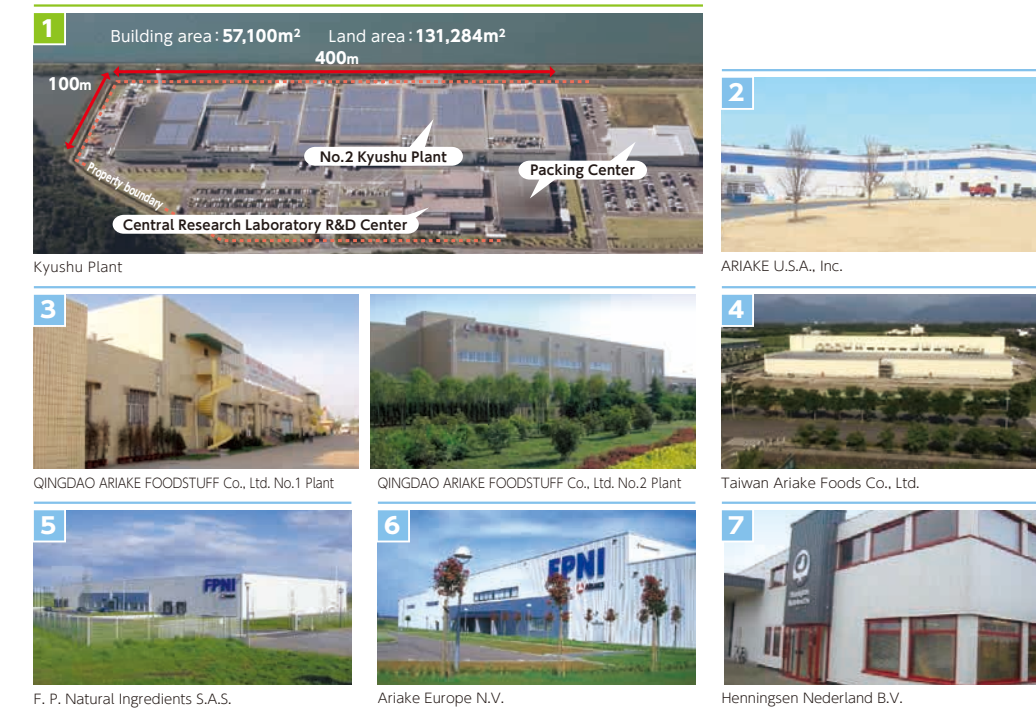 1
Building area : 57,100m² Land area : 131,284m²
400m
100m
No.2 Kyushu Plant
Packing Center
Property boundary
Central Research Laboratory R&D Center
Kyushu Plant
2
ARIAKE U.S.A., Inc.
3
QINGDAO ARIAKE FOODSTUFF Co., Ltd. No.1 Plant
QINGDAO ARIAKE FOODSTUFF Co., Ltd. No.2 Plant
4
Taiwan Ariake Foods Co., Ltd.
5
FPNI
F. P. Natural Ingredients S.A.S.
6
FPNI
ARIAKE
Ariake Europe N.V.
7
Henningsen Nederland B.V.